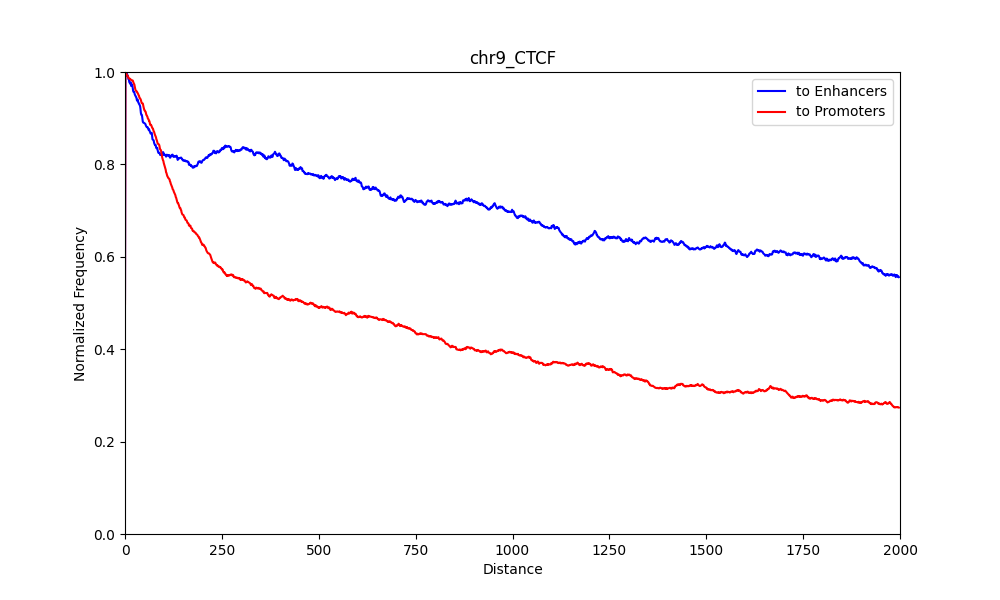 chr9_CTCF
to Enhancers
to Promoters
Normalized Frequency
1.0
0.8
0.6
0.4
0.2
0.0
0 250 500 750 1000 1250 1500 1750 2000
Distance